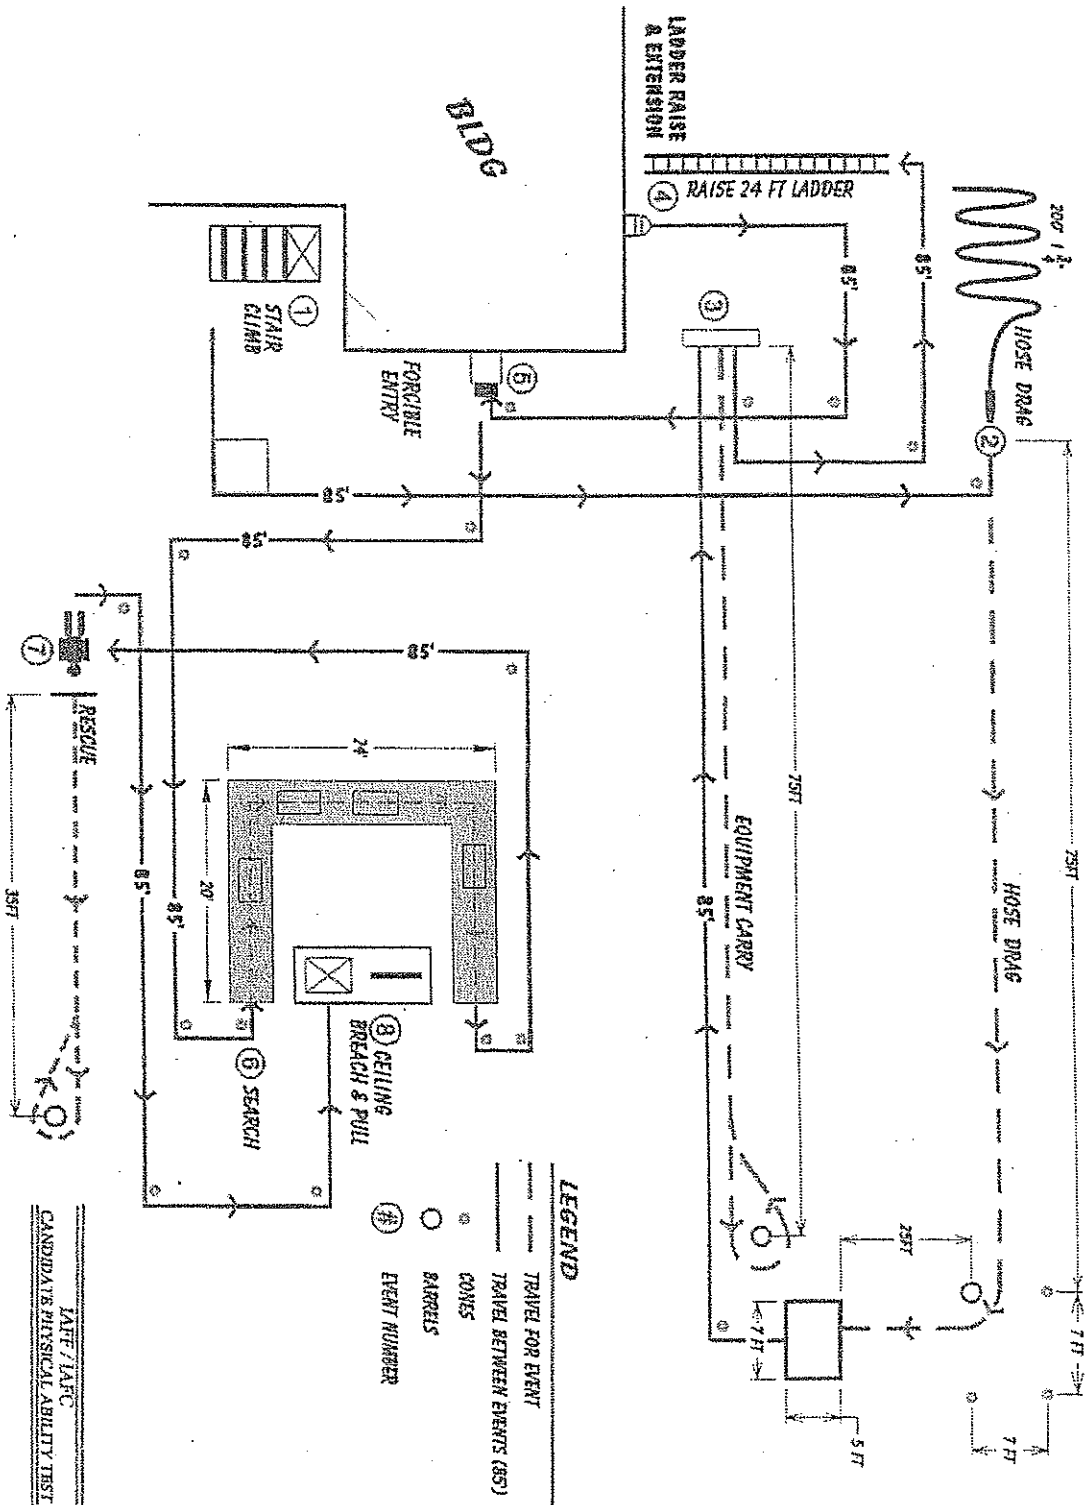 LADDER RAISE
& EXTENSION
BLDG
4
RAISE 24 FT LADDER
200' 1 3/4"
HOSE DRAG
2
85'
85'
3
1
STAIR
CLIMB
FORCIBLE
ENTRY
5
85'
85'
75FT
75FT
HOSE DRAG
EQUIPMENT CARRY
85'
7
RESCUE
35FT
85'
85'
85'
24'
20'
6 SEARCH
8 CEILING
BREACH & PULL
25FT
7 FT
7 FT
7 FT
5 FT
LEGEND
TRAVEL FOR EVENT
TRAVEL BETWEEN EVENTS (85')
CONES
BARRELS
# EVENT NUMBER
IAFF / IAFC
CANDIDATE PHYSICAL ABILITY TEST